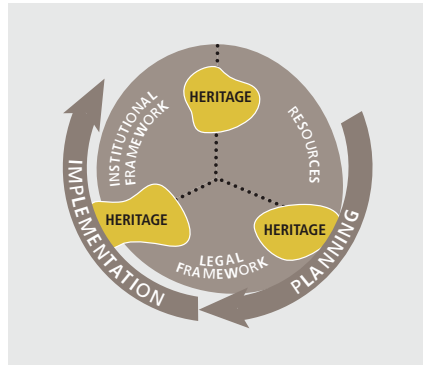 HERITAGE
INSTITUTIONAL
FRAMEWORK
RESOURCES
HERITAGE
HERITAGE
LEGAL
FRAMEWORK
IMPLEMENTATION
PLANNING